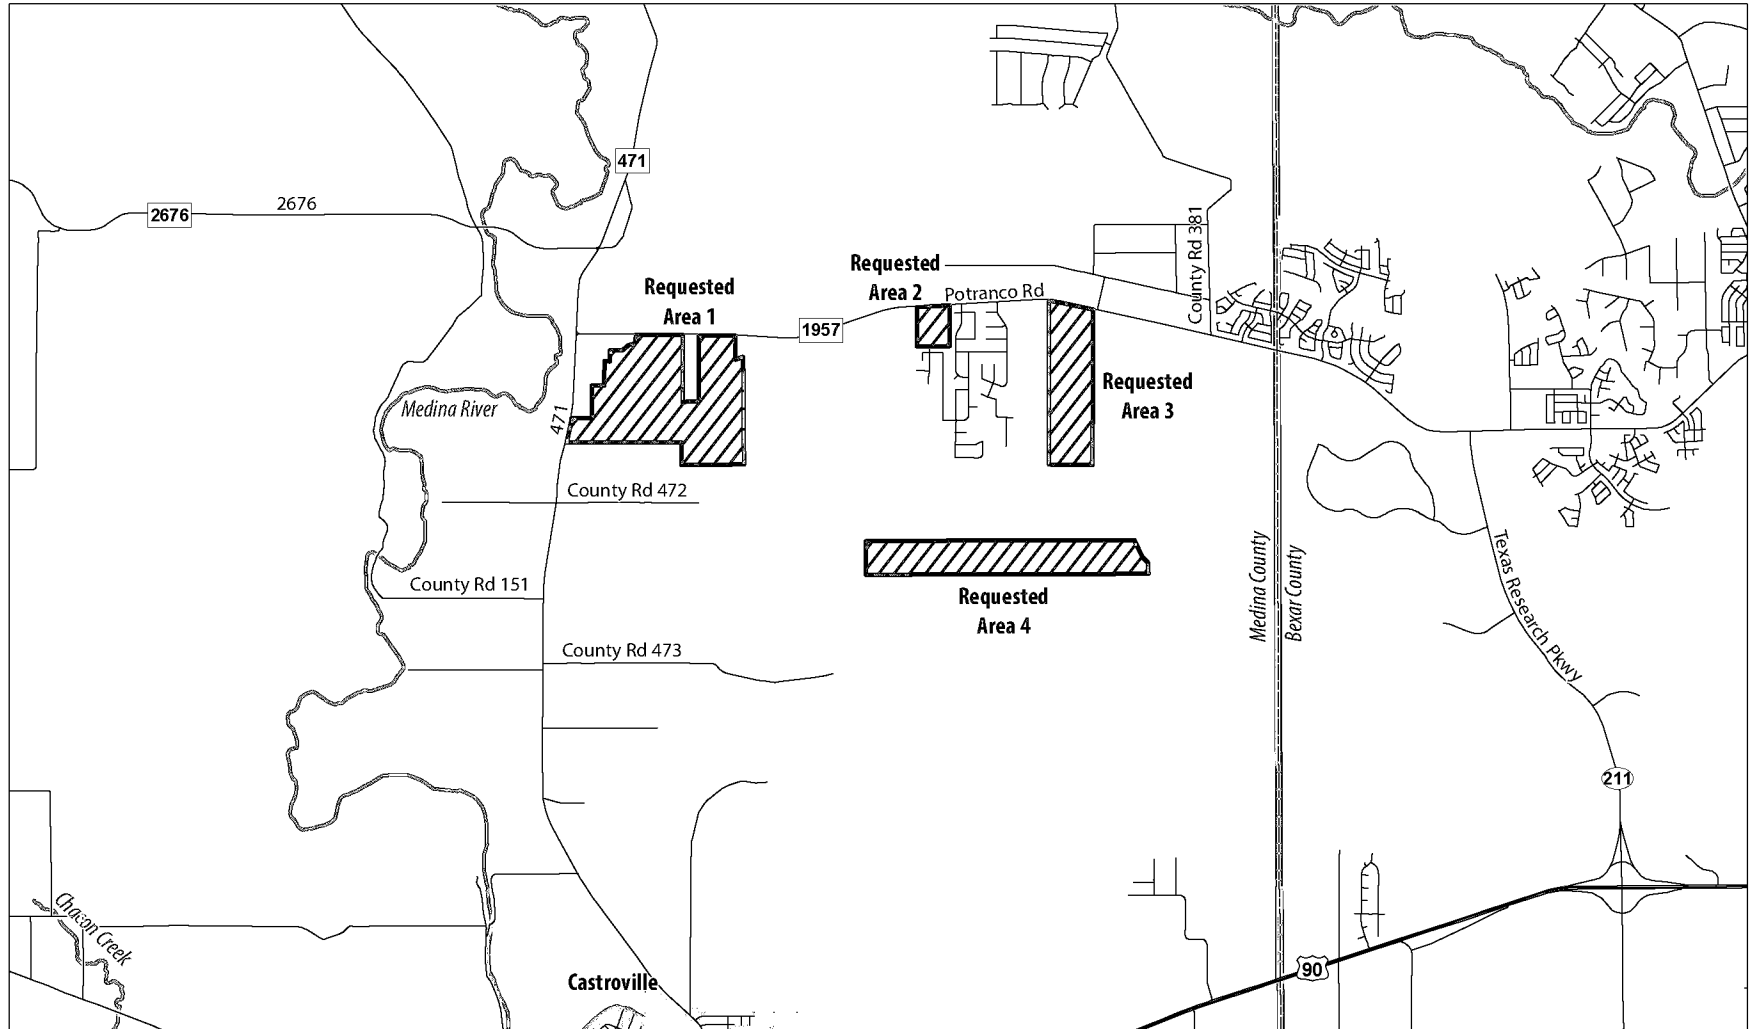 471
2676
2676
County Rd 381
Requested
Area 2
Potranco Rd
Requested
Area 1
1957
Requested
Area 3
Medina River
471
County Rd 472
Medina County
Bexar County
Texas Research Pkwy
County Rd 151
Requested
Area 4
County Rd 473
211
Chacon Creek
90
Castroville